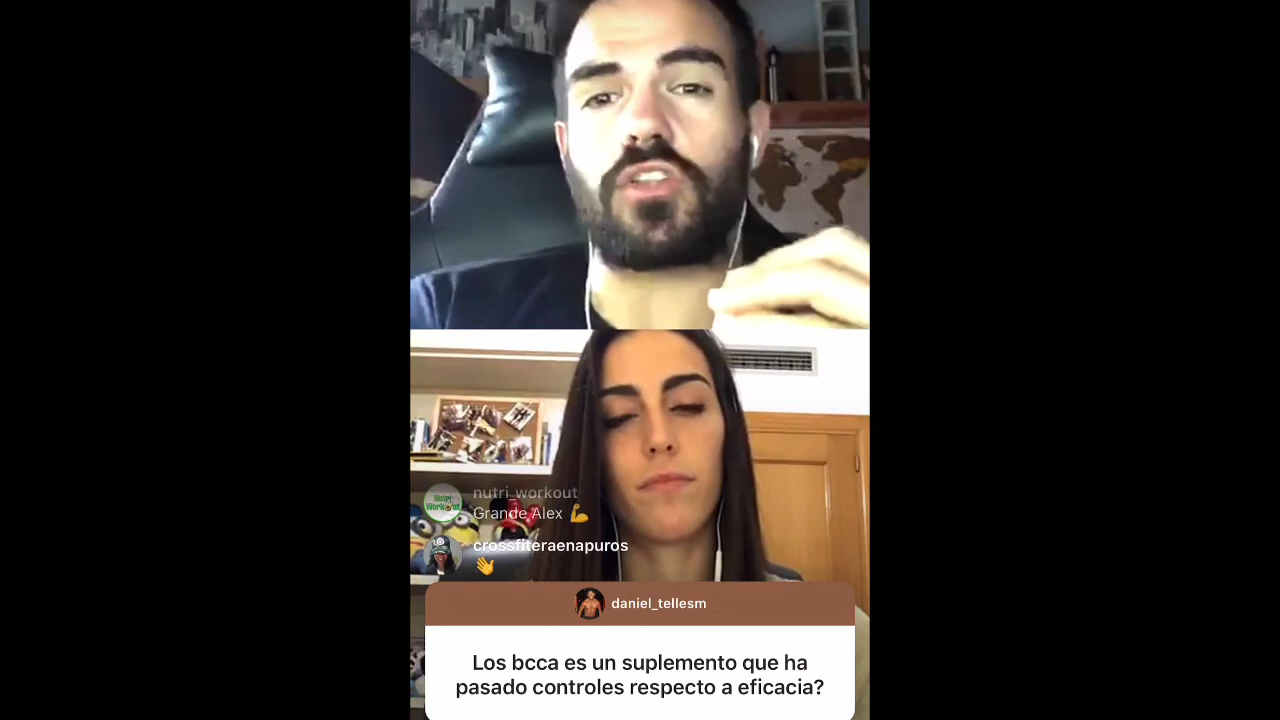 nutri_workout
Grande Alex 💪
crossfiteraenapuros
👋
daniel_tellesm
Los bcca es un suplemento que ha
pasado controles respecto a eficacia?